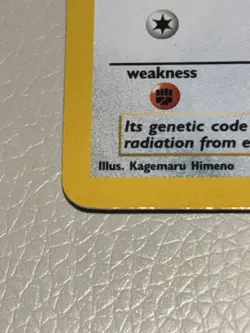 weakness
Its genetic code
radiation from e
Illus. Kagemaru Himeno